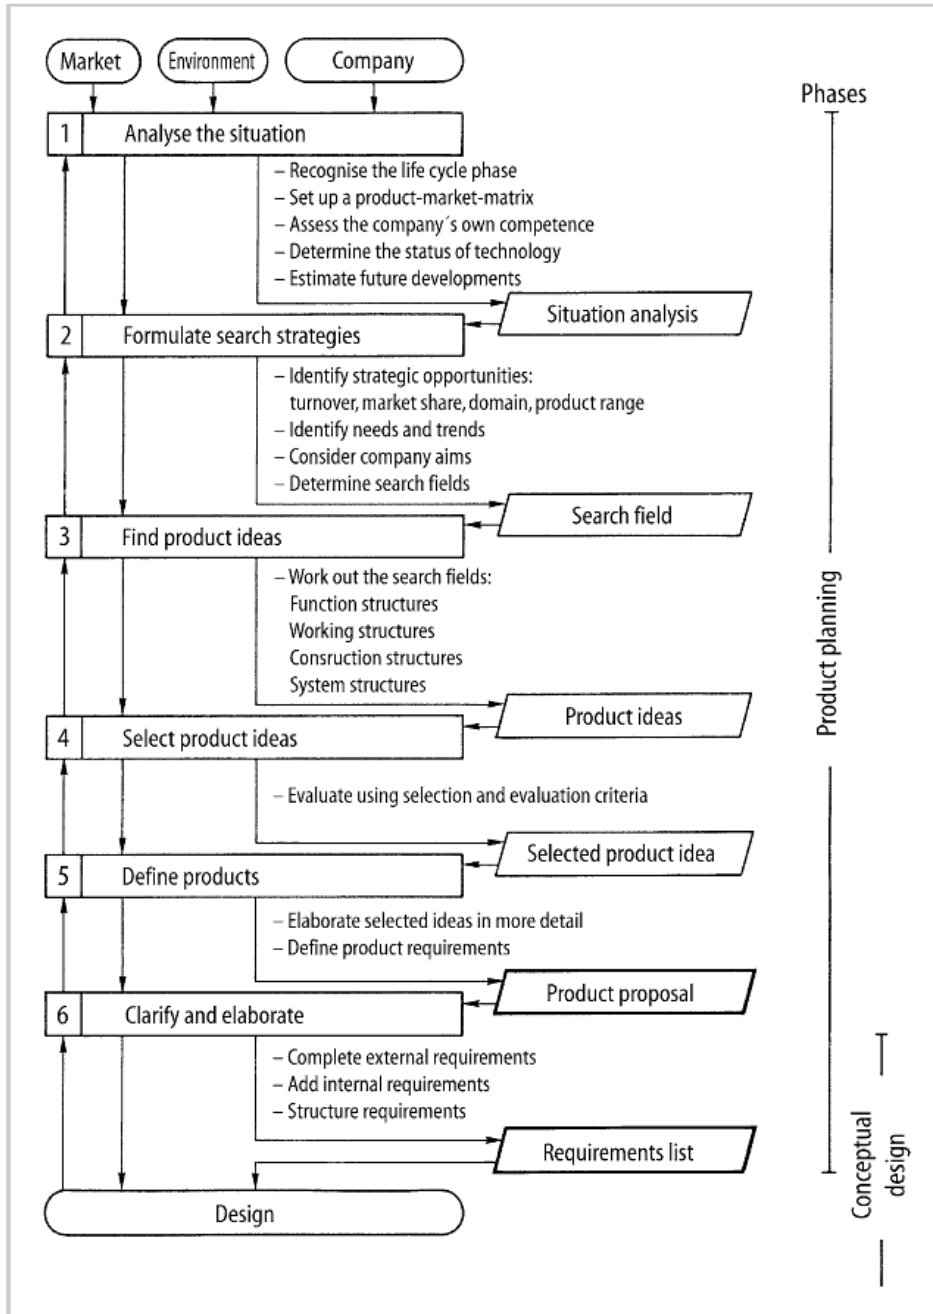 Market
Environment
Company
Phases
1 Analyse the situation
– Recognise the life cycle phase
– Set up a product-market-matrix
– Assess the company´s own competence
– Determine the status of technology
– Estimate future developments
Situation analysis
2 Formulate search strategies
– Identify strategic opportunities:
turnover, market share, domain, product range
– Identify needs and trends
– Consider company aims
– Determine search fields
Search field
3 Find product ideas
– Work out the search fields:
Function structures
Working structures
Consruction structures
System structures
Product ideas
4 Select product ideas
– Evaluate using selection and evaluation criteria
Selected product idea
5 Define products
– Elaborate selected ideas in more detail
– Define product requirements
Product proposal
6 Clarify and elaborate
– Complete external requirements
– Add internal requirements
– Structure requirements
Requirements list
Design
Product planning
Conceptual
design